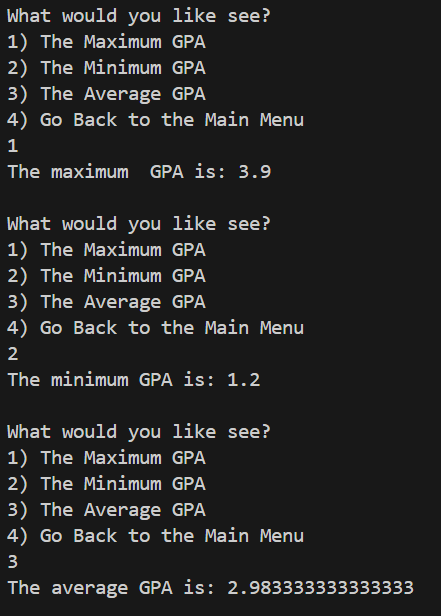 What would you like see?
1) The Maximum GPA
2) The Minimum GPA
3) The Average GPA
4) Go Back to the Main Menu
1
The maximum  GPA is: 3.9

What would you like see?
1) The Maximum GPA
2) The Minimum GPA
3) The Average GPA
4) Go Back to the Main Menu
2
The minimum GPA is: 1.2

What would you like see?
1) The Maximum GPA
2) The Minimum GPA
3) The Average GPA
4) Go Back to the Main Menu
3
The average GPA is: 2.983333333333333